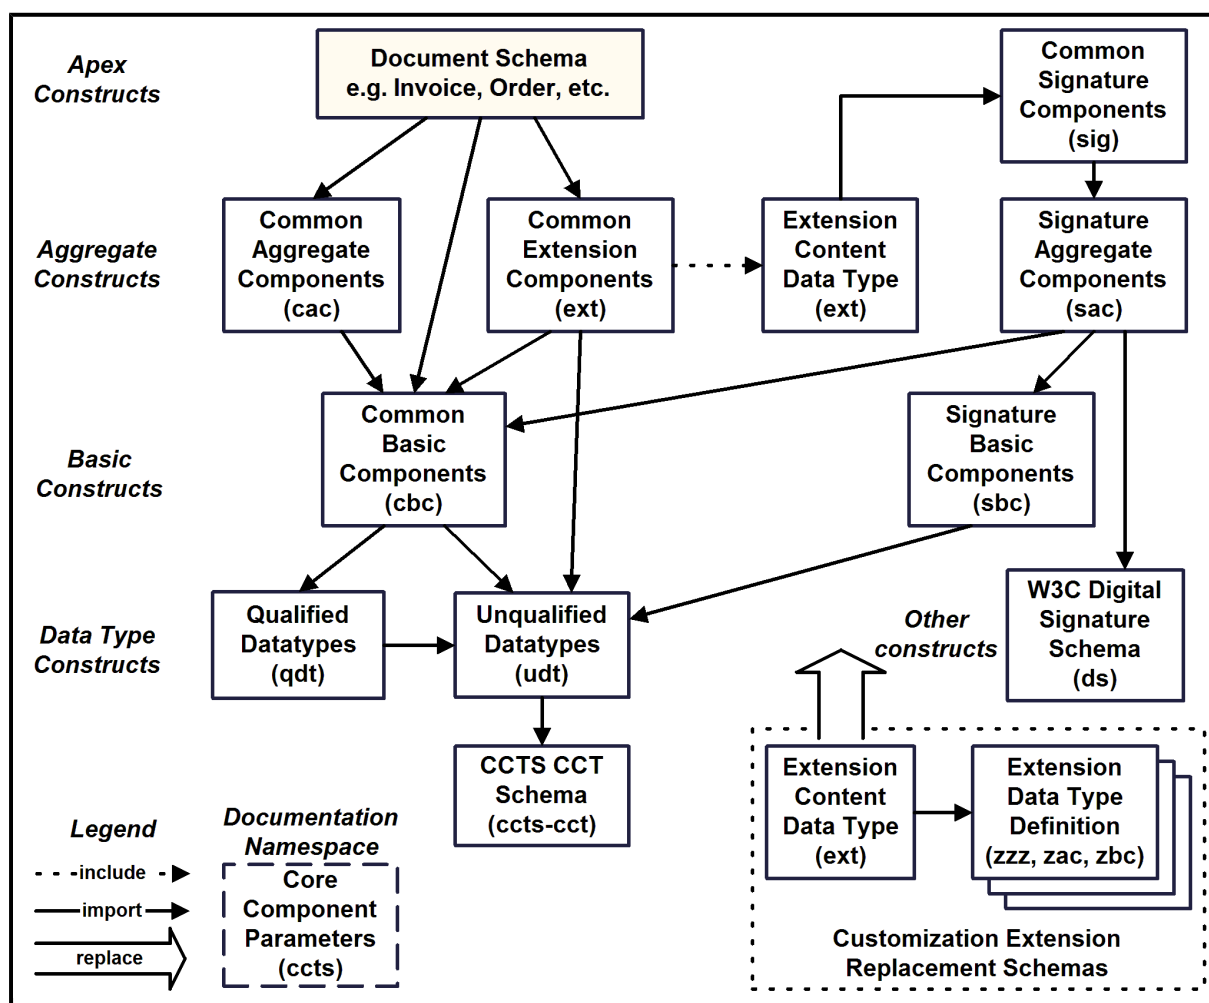 Apex
Constructs
Document Schema
e.g. Invoice, Order, etc.
Common
Signature
Components
(sig)
Aggregate
Constructs
Common
Aggregate
Components
(cac)
Common
Extension
Components
(ext)
Extension
Content
Data Type
(ext)
Signature
Aggregate
Components
(sac)
Basic
Constructs
Common
Basic
Components
(cbc)
Signature
Basic
Components
(sbc)
Data Type
Constructs
Qualified
Datatypes
(qdt)
Unqualified
Datatypes
(udt)
Other
constructs
W3C Digital
Signature
Schema
(ds)
CCTS CCT
Schema
(ccts-cct)
Extension
Content
Data Type
(ext)
Extension
Data Type
Definition
(zzz, zac, zbc)
Customization Extension
Replacement Schemas
Legend
include
import
replace
Documentation
Namespace
Core
Component
Parameters
(ccts)